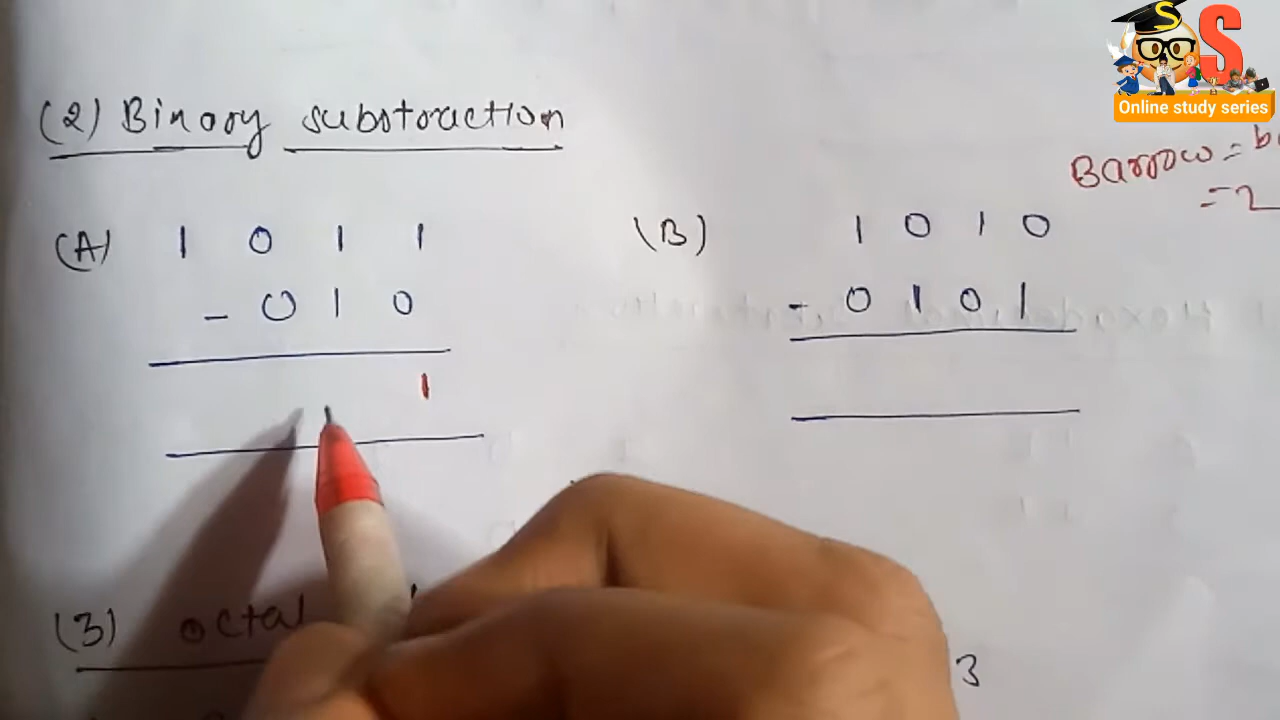 S S
Online study series
(2) Binary substraction
Barrow =
= 2
(A) 1 0 1 1
- 0 1 0
1
(B) 1 0 1 0
- 0 1 0 1
(3) octal
3